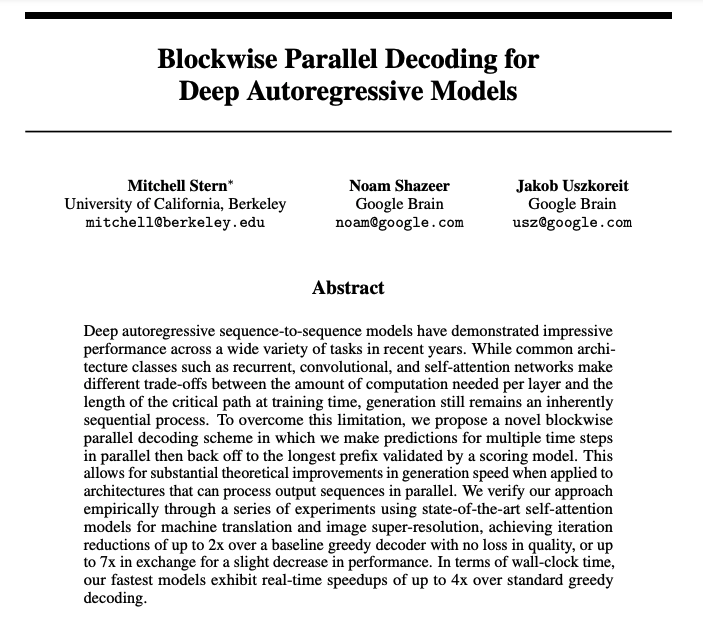 Blockwise Parallel Decoding for
Deep Autoregressive Models
Mitchell Stern* Noam Shazeer Jakob Uszkoreit
University of California, Berkeley Google Brain Google Brain
mitchell@berkeley.edu noam@google.com usz@google.com
Abstract
Deep autoregressive sequence-to-sequence models have demonstrated impressive
performance across a wide variety of tasks in recent years. While common archi-
tecture classes such as recurrent, convolutional, and self-attention networks make
different trade-offs between the amount of computation needed per layer and the
length of the critical path at training time, generation still remains an inherently
sequential process. To overcome this limitation, we propose a novel blockwise
parallel decoding scheme in which we make predictions for multiple time steps
in parallel then back off to the longest prefix validated by a scoring model. This
allows for substantial theoretical improvements in generation speed when applied to
architectures that can process output sequences in parallel. We verify our approach
empirically through a series of experiments using state-of-the-art self-attention
models for machine translation and image super-resolution, achieving iteration
reductions of up to 2x over a baseline greedy decoder with no loss in quality, or up
to 7x in exchange for a slight decrease in performance. In terms of wall-clock time,
our fastest models exhibit real-time speedups of up to 4x over standard greedy
decoding.